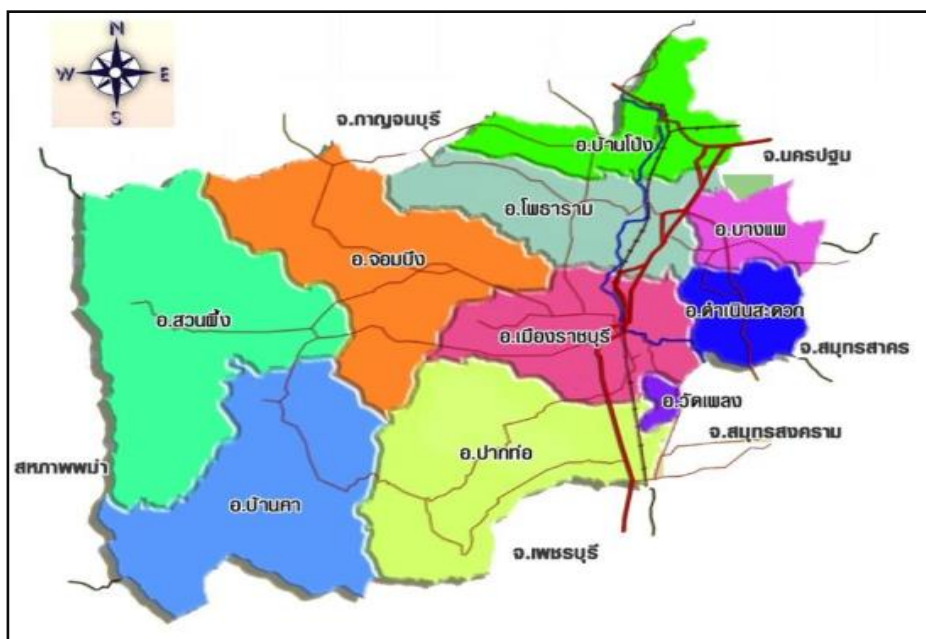 N
W E
S
จ.กาญจนบุรี
อ.บ้านโป่ง
จ.นครปฐม
อ.โพธาราม
อ.บางแพ
อ.จอมบึง
อ.สวนผึ้ง
อ.ดำเนินสะดวก
อ.เมืองราชบุรี
จ.สมุทรสาคร
อ.วัดเพลง
จ.สมุทรสงคราม
อ.ปากท่อ
สหภาพพม่า
อ.บ้านคา
จ.เพชรบุรี